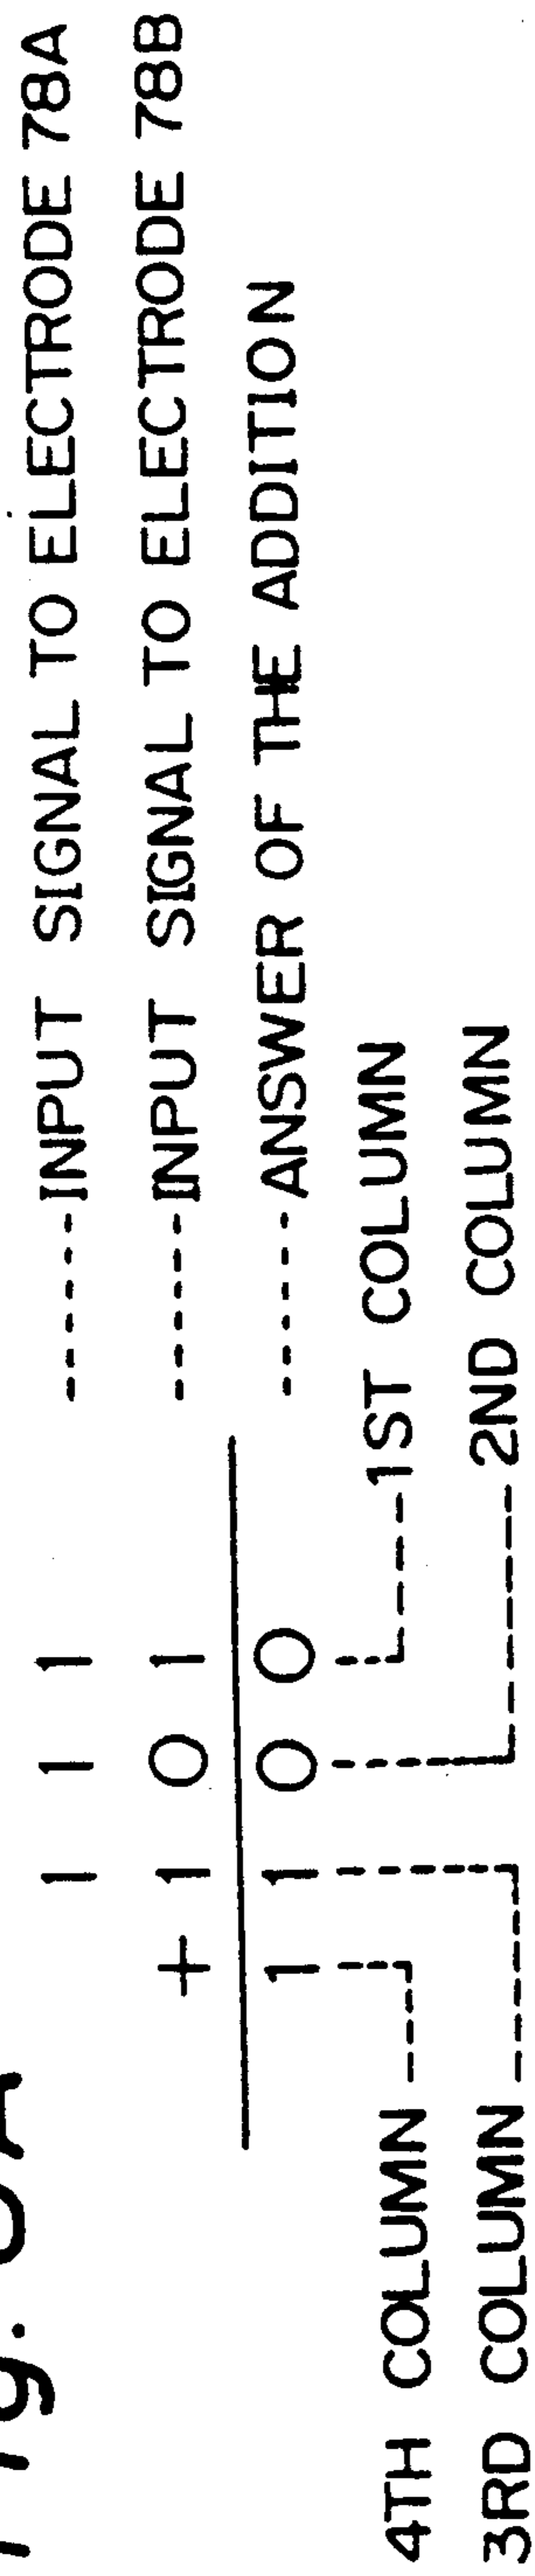 1 1 1 ------INPUT SIGNAL TO ELECTRODE 78A
+ 1 0 1 ------INPUT SIGNAL TO ELECTRODE 78B
1 1 0 0 ------ANSWER OF THE ADDITION
4TH COLUMN ---- ----1ST COLUMN
3RD COLUMN ------ --------2ND COLUMN